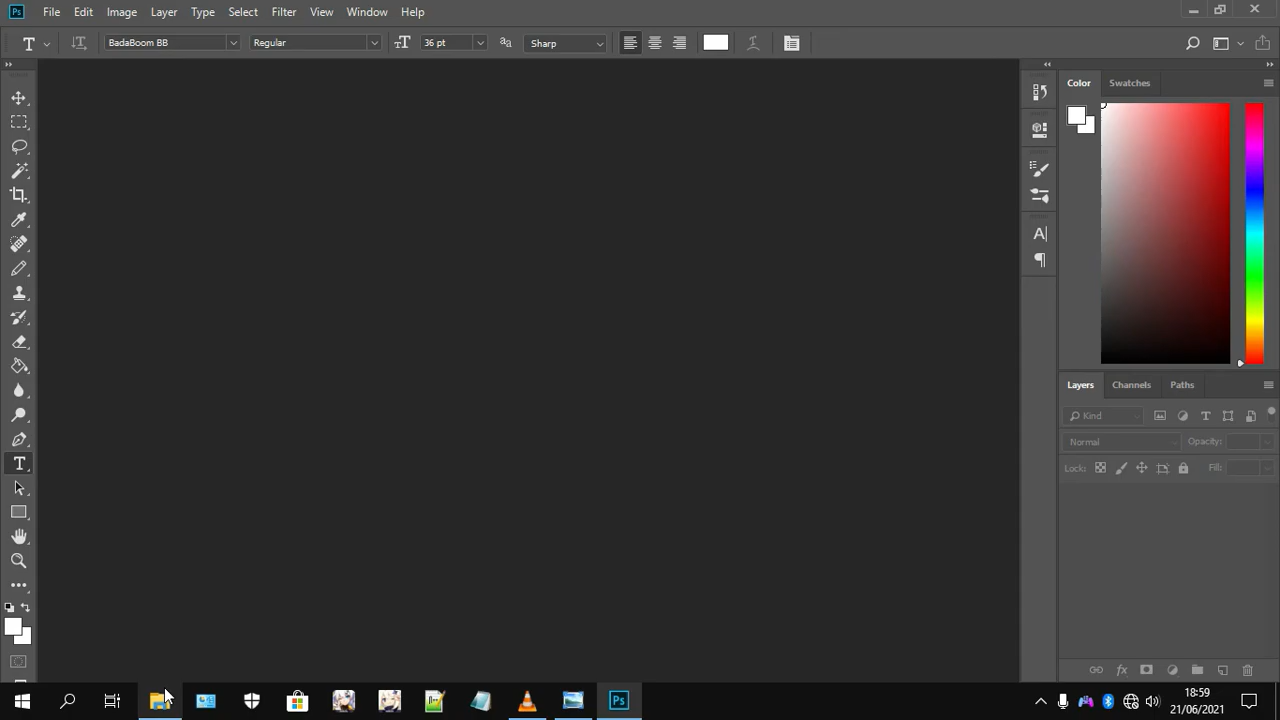 Ps File Edit Image Layer Type Select Filter View Window Help
T BadaBoom BB Regular 36 pt Sharp
Color Swatches
A
Layers Channels Paths
Kind
Normal Opacity:
Lock: Fill:
T
18:59
21/06/2021
Ps